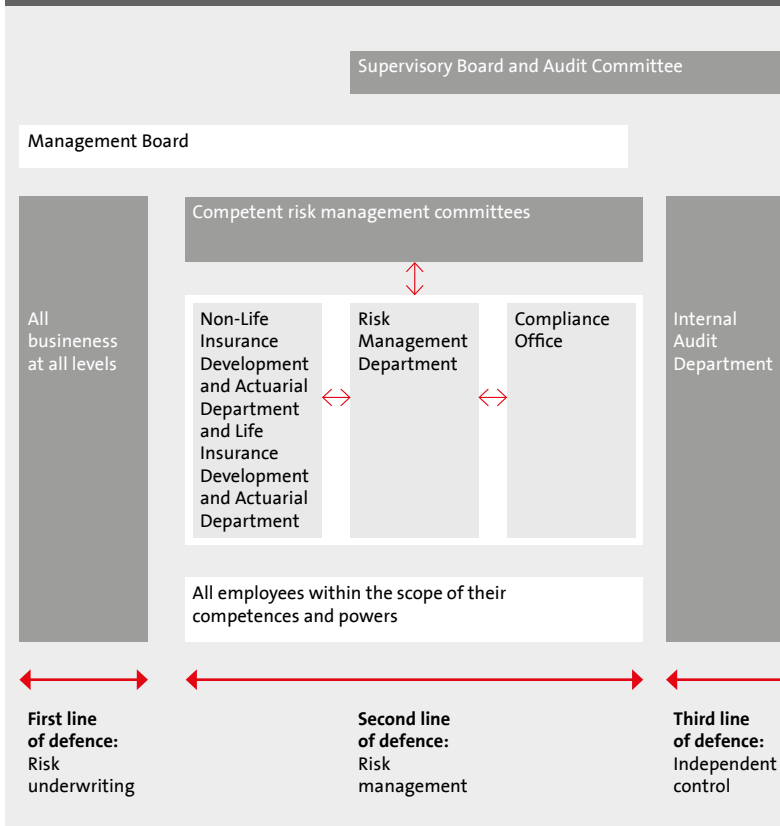 Supervisory Board and Audit Committee
Management Board
Competent risk management committees
All
busineness
at all levels
Non-Life
Insurance
Development
and Actuarial
Department
and Life
Insurance
Development
and Actuarial
Department
Risk
Management
Department
Compliance
Office
Internal
Audit
Department
All employees within the scope of their
competences and powers
First line
of defence:
Risk
underwriting
Second line
of defence:
Risk
management
Third line
of defence:
Independent
control